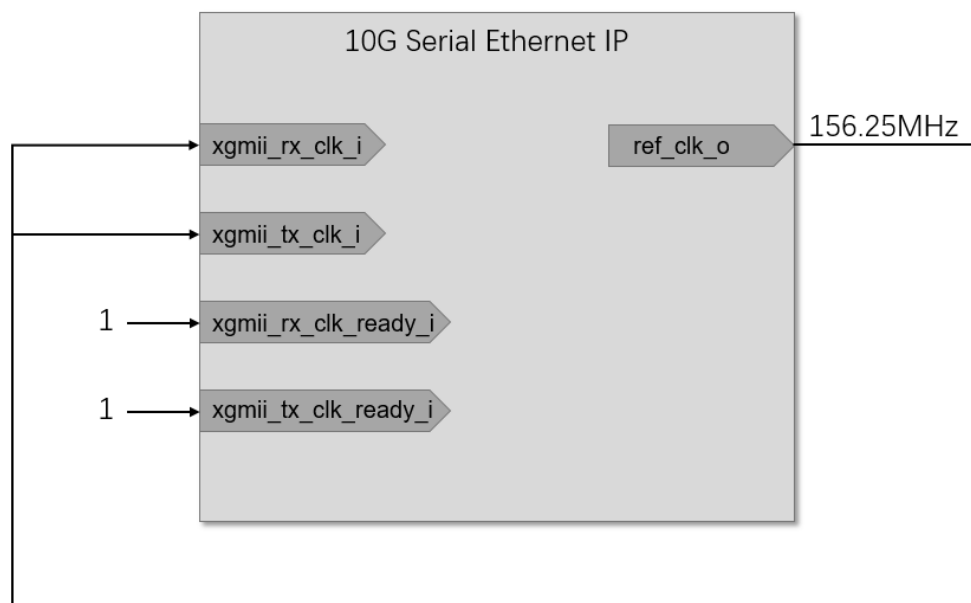 10G Serial Ethernet IP
xgmii_rx_clk_i
ref_clk_o
156.25MHz
xgmii_tx_clk_i
1
xgmii_rx_clk_ready_i
1
xgmii_tx_clk_ready_i